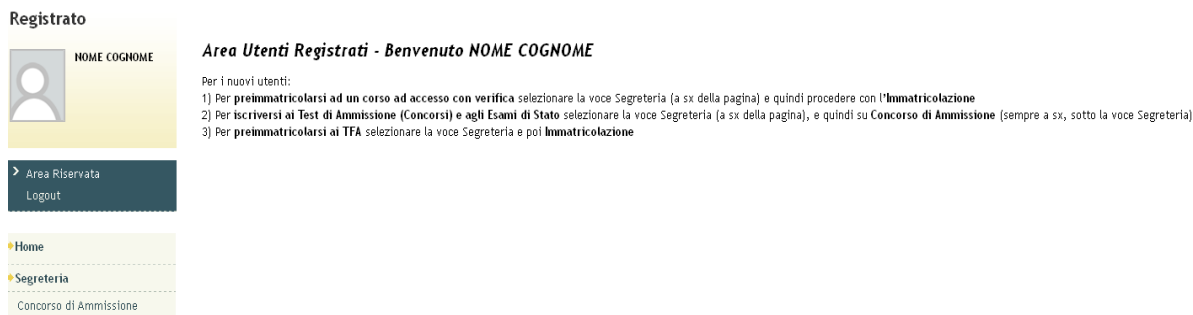 Registrato
NOME COGNOME
Area Riservata
Logout
Home
Segreteria
Concorso di Ammissione
Area Utenti Registrati - Benvenuto NOME COGNOME
Per i nuovi utenti:
1) Per preimmatricolarsi ad un corso ad accesso con verifica selezionare la voce Segreteria (a sx della pagina) e quindi procedere con l'Immatricolazione
2) Per iscriversi ai Test di Ammissione (Concorsi) e agli Esami di Stato selezionare la voce Segreteria (a sx della pagina), e quindi su Concorso di Ammissione (sempre a sx, sotto la voce Segreteria)
3) Per preimmatricolarsi ai TFA selezionare la voce Segreteria e poi Immatricolazione